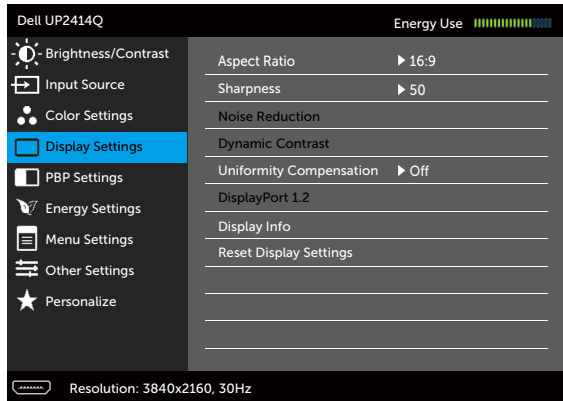 Dell UP2414Q
Energy Use
Brightness/Contrast
Input Source
Color Settings
Display Settings
PBP Settings
Energy Settings
Menu Settings
Other Settings
Personalize
Aspect Ratio 16:9
Sharpness 50
Noise Reduction
Dynamic Contrast
Uniformity Compensation Off
DisplayPort 1.2
Display Info
Reset Display Settings
Resolution: 3840x2160, 30Hz